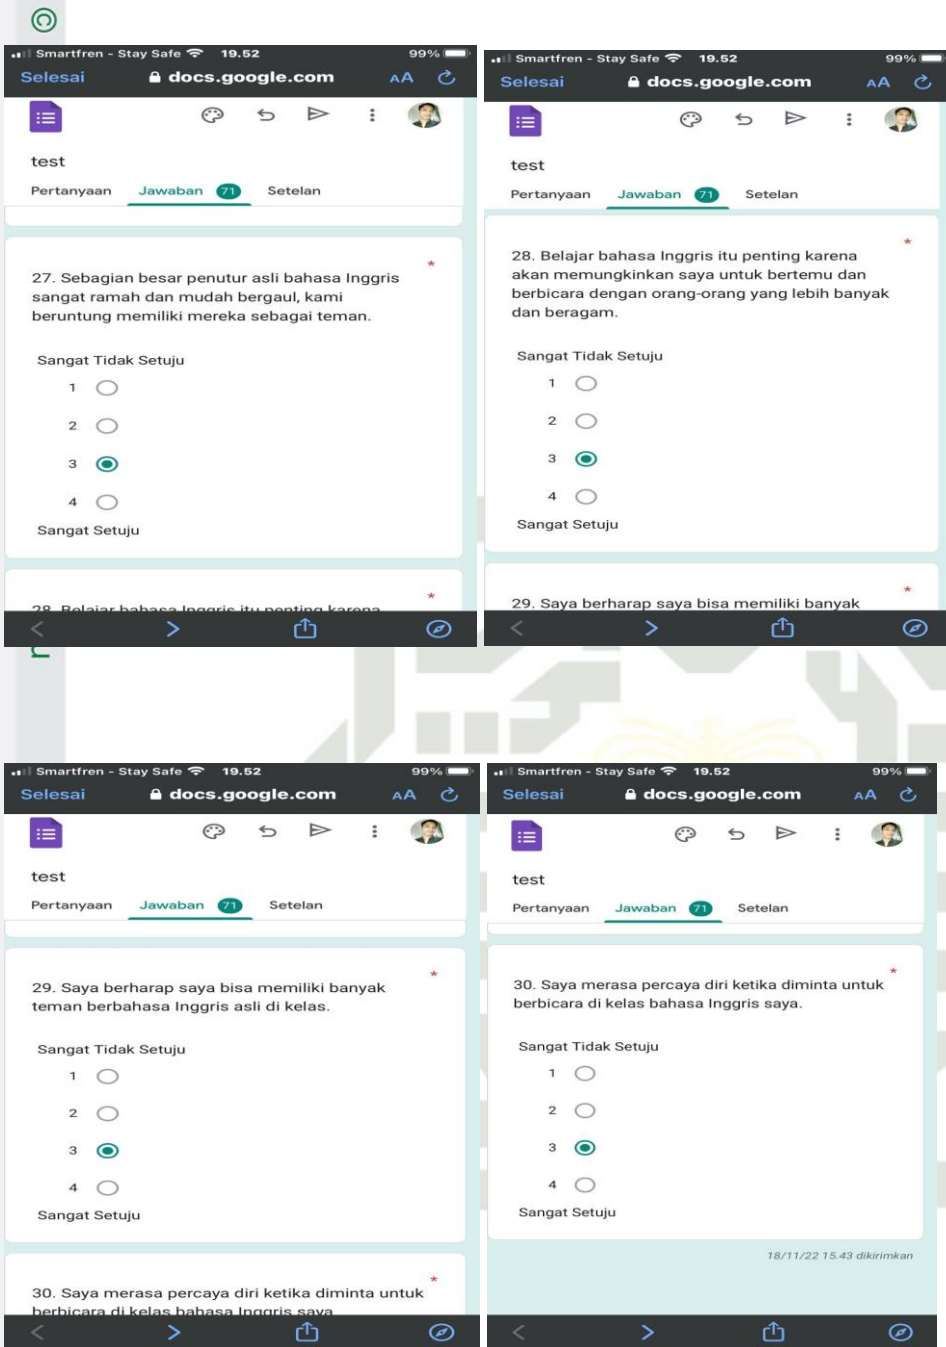 ©
Smartfren - Stay Safe 19.52 99%
Selesai docs.google.com AA
test
Pertanyaan Jawaban 71 Setelan
*
27. Sebagian besar penutur asli bahasa Inggris
sangat ramah dan mudah bergaul, kami
beruntung memiliki mereka sebagai teman.
Sangat Tidak Setuju
1
2
3
4
Sangat Setuju
*
28. Belajar bahasa Inggris itu penting karena
Smartfren - Stay Safe 19.52 99%
Selesai docs.google.com AA
test
Pertanyaan Jawaban 71 Setelan
*
28. Belajar bahasa Inggris itu penting karena
akan memungkinkan saya untuk bertemu dan
berbicara dengan orang-orang yang lebih banyak
dan beragam.
Sangat Tidak Setuju
1
2
3
4
Sangat Setuju
*
29. Saya berharap saya bisa memiliki banyak
Smartfren - Stay Safe 19.52 99%
Selesai docs.google.com AA
test
Pertanyaan Jawaban 71 Setelan
*
29. Saya berharap saya bisa memiliki banyak
teman berbahasa Inggris asli di kelas.
Sangat Tidak Setuju
1
2
3
4
Sangat Setuju
*
30. Saya merasa percaya diri ketika diminta untuk
berbicara di kelas bahasa Inggris saya
Smartfren - Stay Safe 19.52 99%
Selesai docs.google.com AA
test
Pertanyaan Jawaban 71 Setelan
*
30. Saya merasa percaya diri ketika diminta untuk
berbicara di kelas bahasa Inggris saya.
Sangat Tidak Setuju
1
2
3
4
Sangat Setuju
18/11/22 15.43 dikirimkan